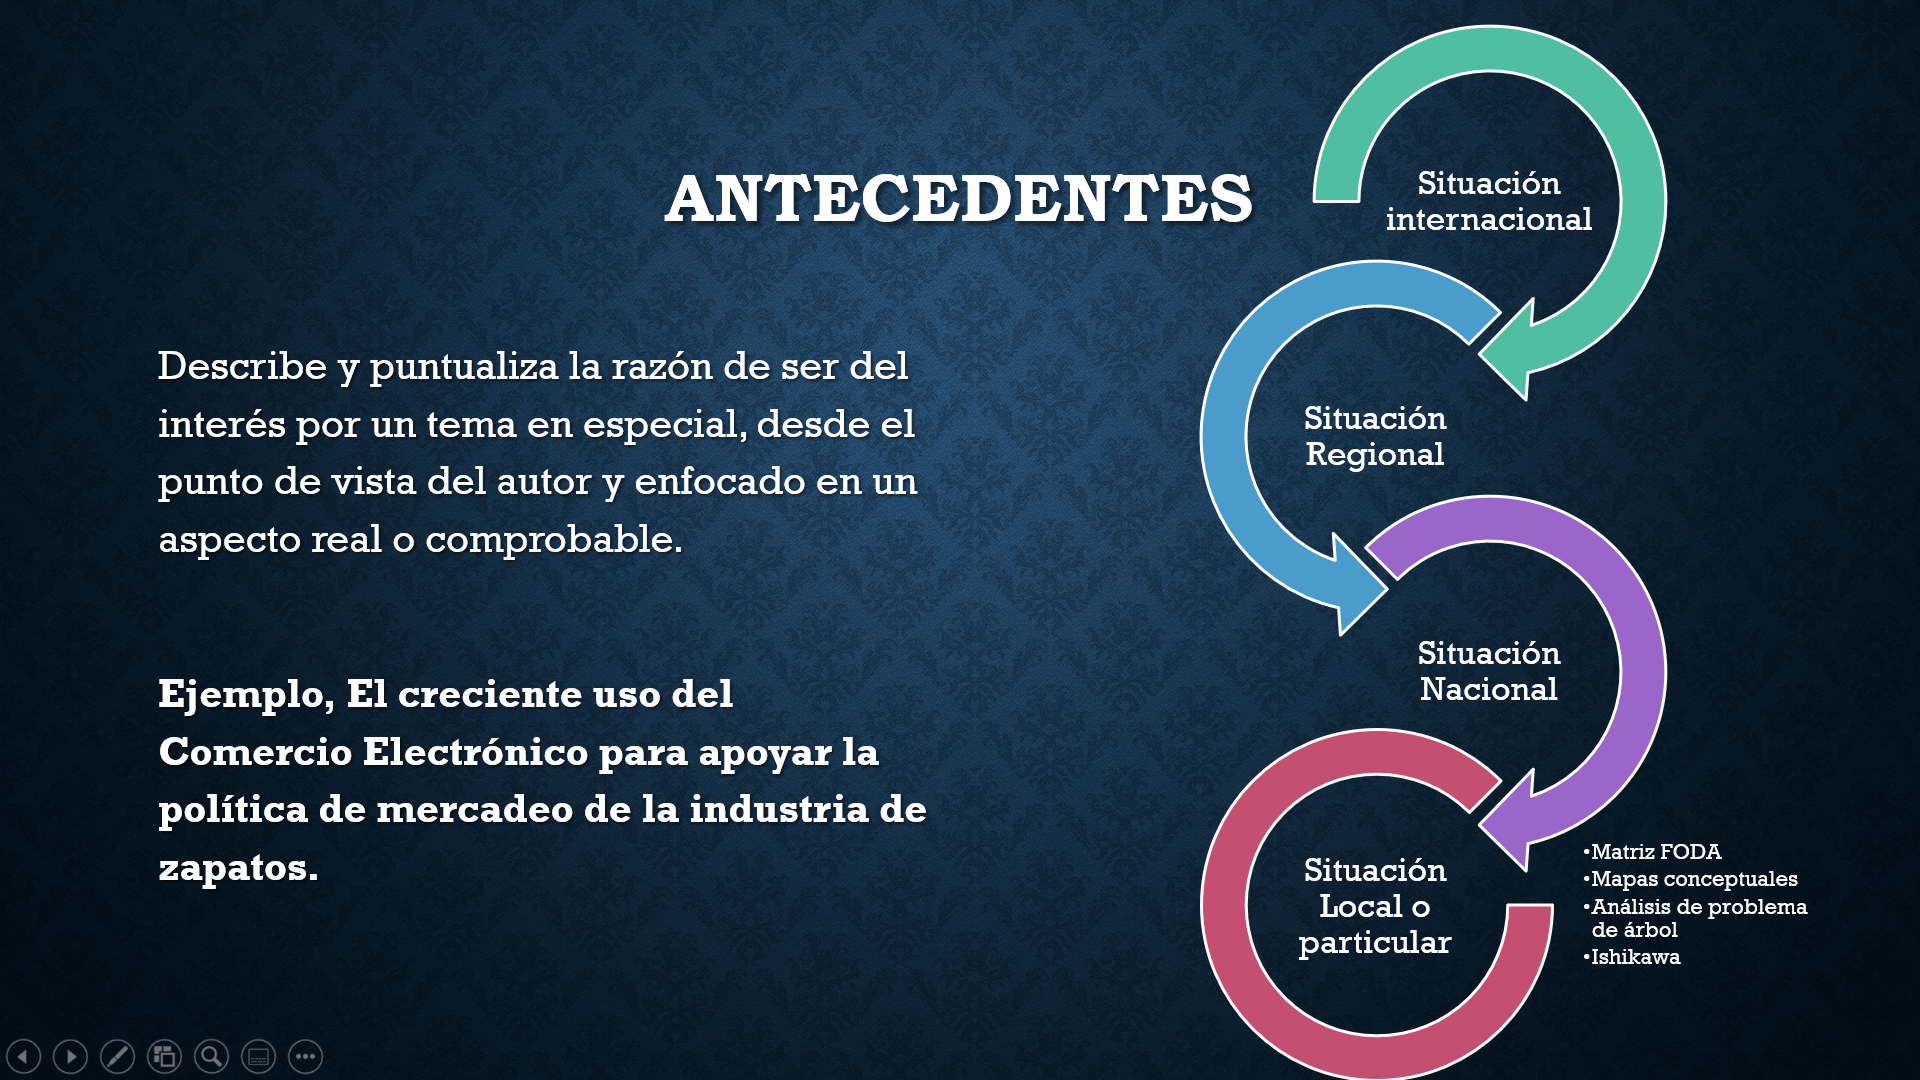 ANTECEDENTES
Describe y puntualiza la razón de ser del
interés por un tema en especial, desde el
punto de vista del autor y enfocado en un
aspecto real o comprobable.
Ejemplo, El creciente uso del
Comercio Electrónico para apoyar la
política de mercadeo de la industria de
zapatos.
Situación
internacional
Situación
Regional
Situación
Nacional
Situación
Local o
particular
•Matriz FODA
•Mapas conceptuales
•Análisis de problema
de árbol
•Ishikawa